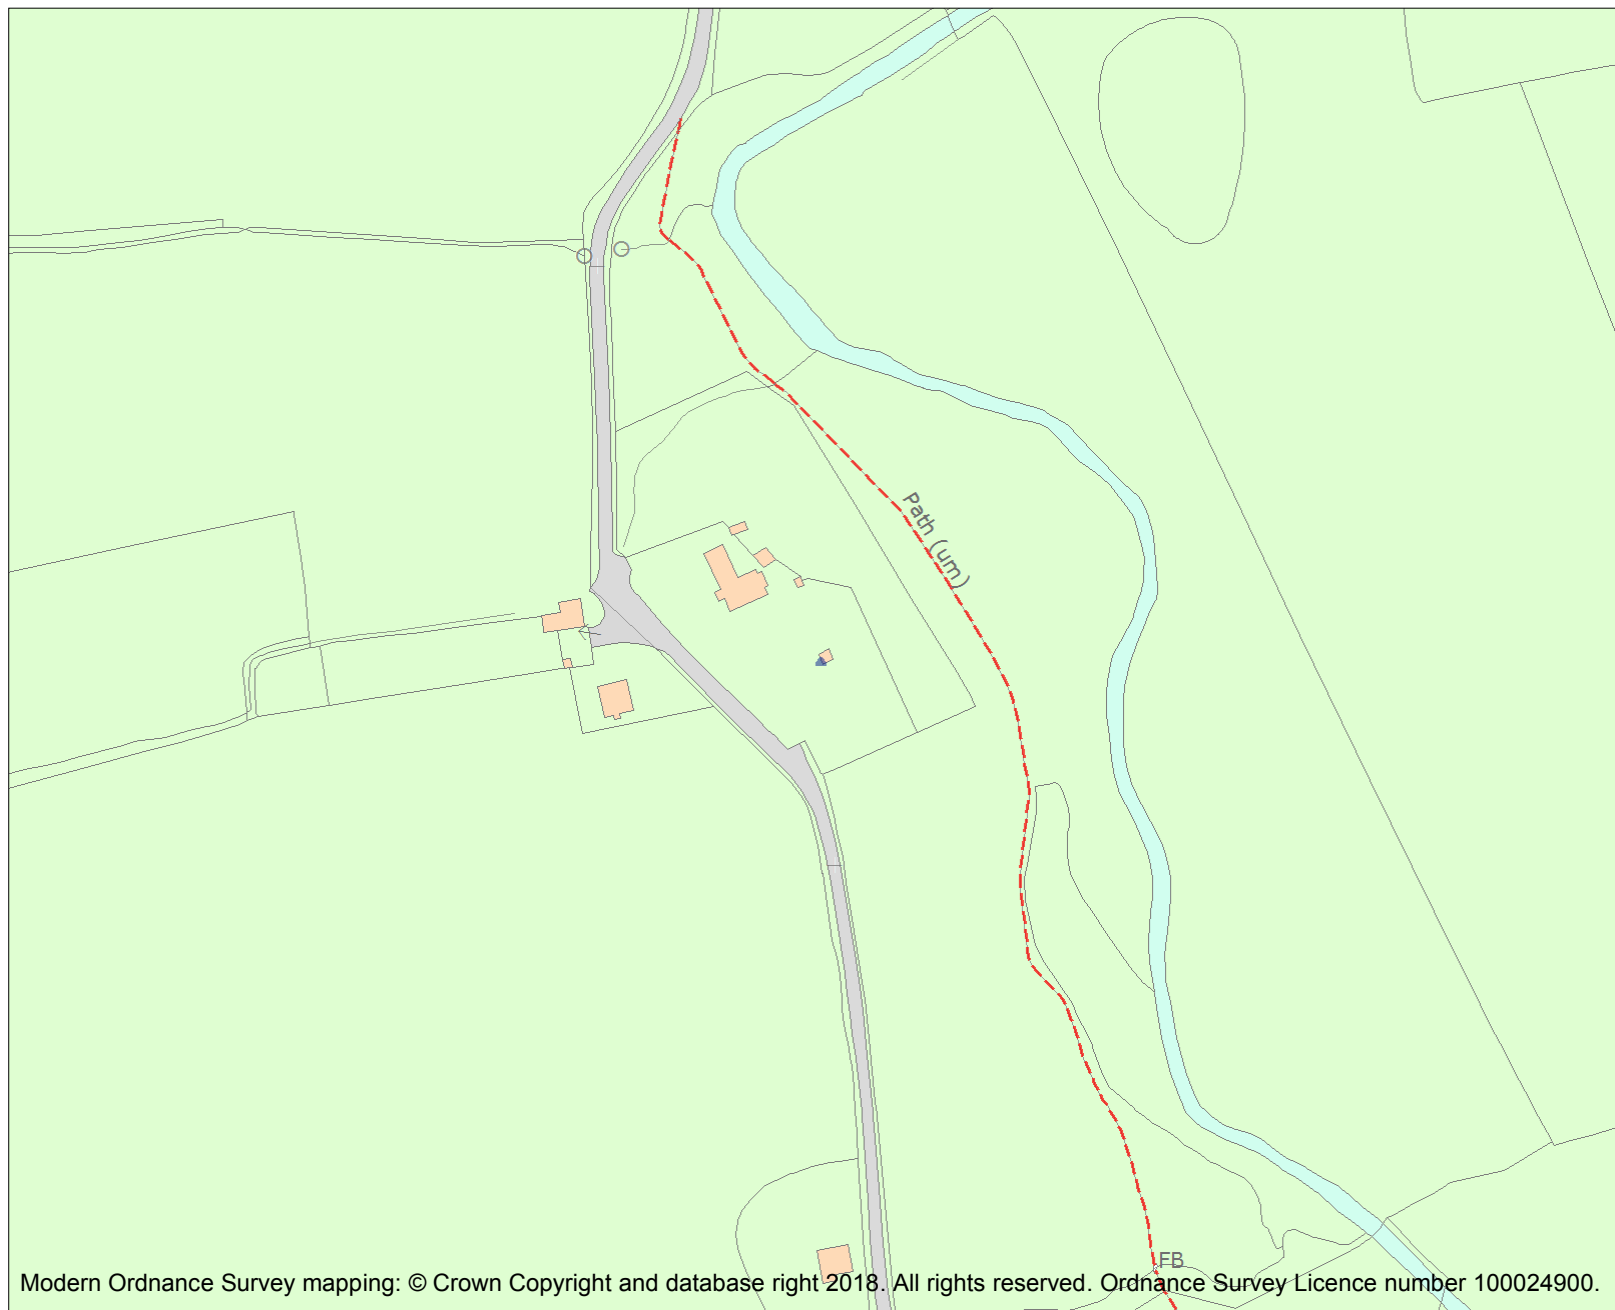 Path (um)
FB
Modern Ordnance Survey mapping: © Crown Copyright and database right 2018. All rights reserved. Ordnance Survey Licence number 100024900.